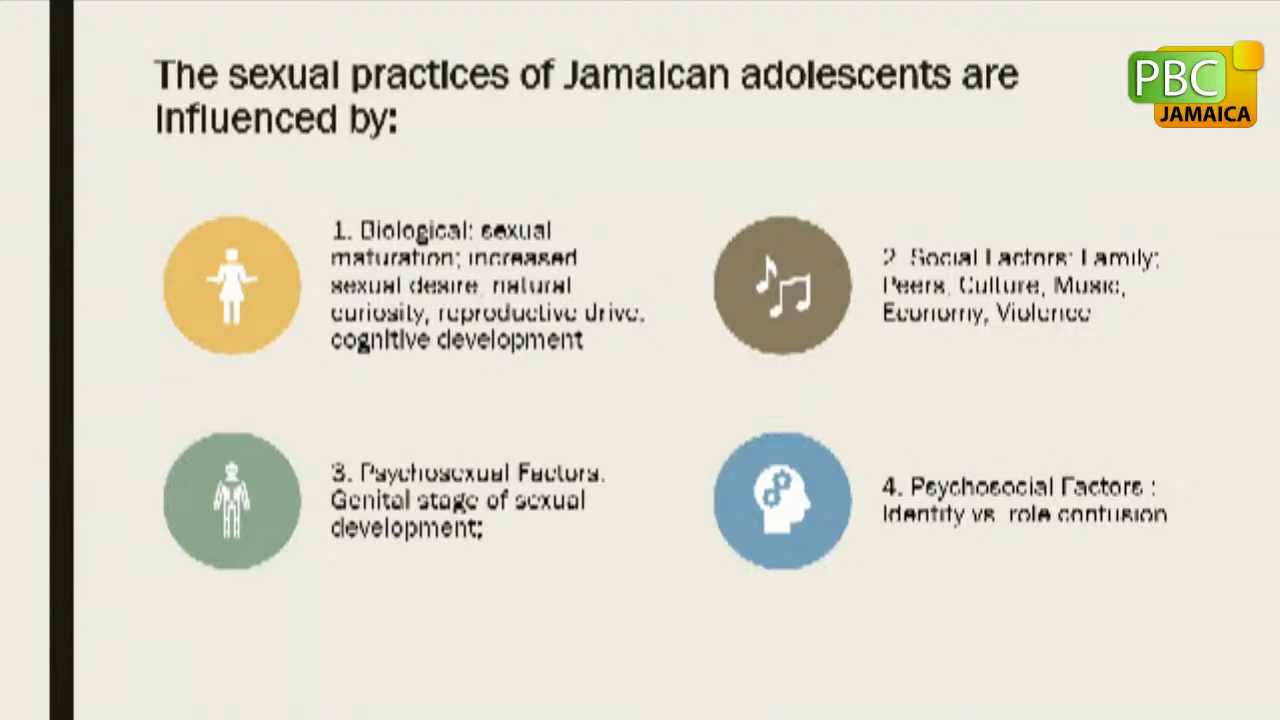 The sexual practices of Jamaican adolescents are
influenced by:
PBC
JAMAICA
1. Biological: sexual
maturation; increased
sexual desire, natural
curiosity, reproductive drive,
cognitive development
2. Social Factors: Family;
Peers, Culture, Music,
Economy, Violence
3. Psychosexual Factors.
Genital stage of sexual
development;
4. Psychosocial Factors :
Identity vs. role confusion